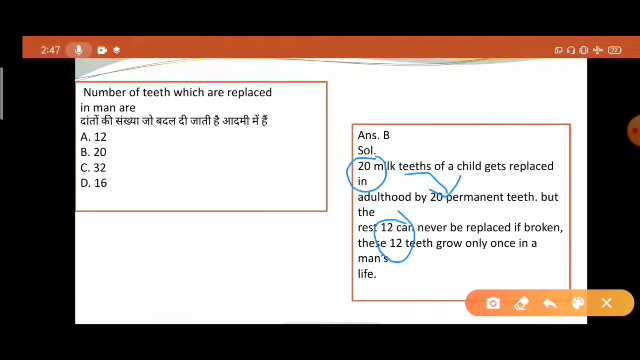 2:47
72
Number of teeth which are replaced
in man are
दांतों की संख्या जो बदल दी जाती है आदमी में हैं
A. 12
B. 20
C. 32
D. 16
Ans. B
Sol.
20 milk teeths of a child gets replaced
in
adulthood by 20 permanent teeth. but
the
rest 12 can never be replaced if broken,
these 12 teeth grow only once in a
man's
life.